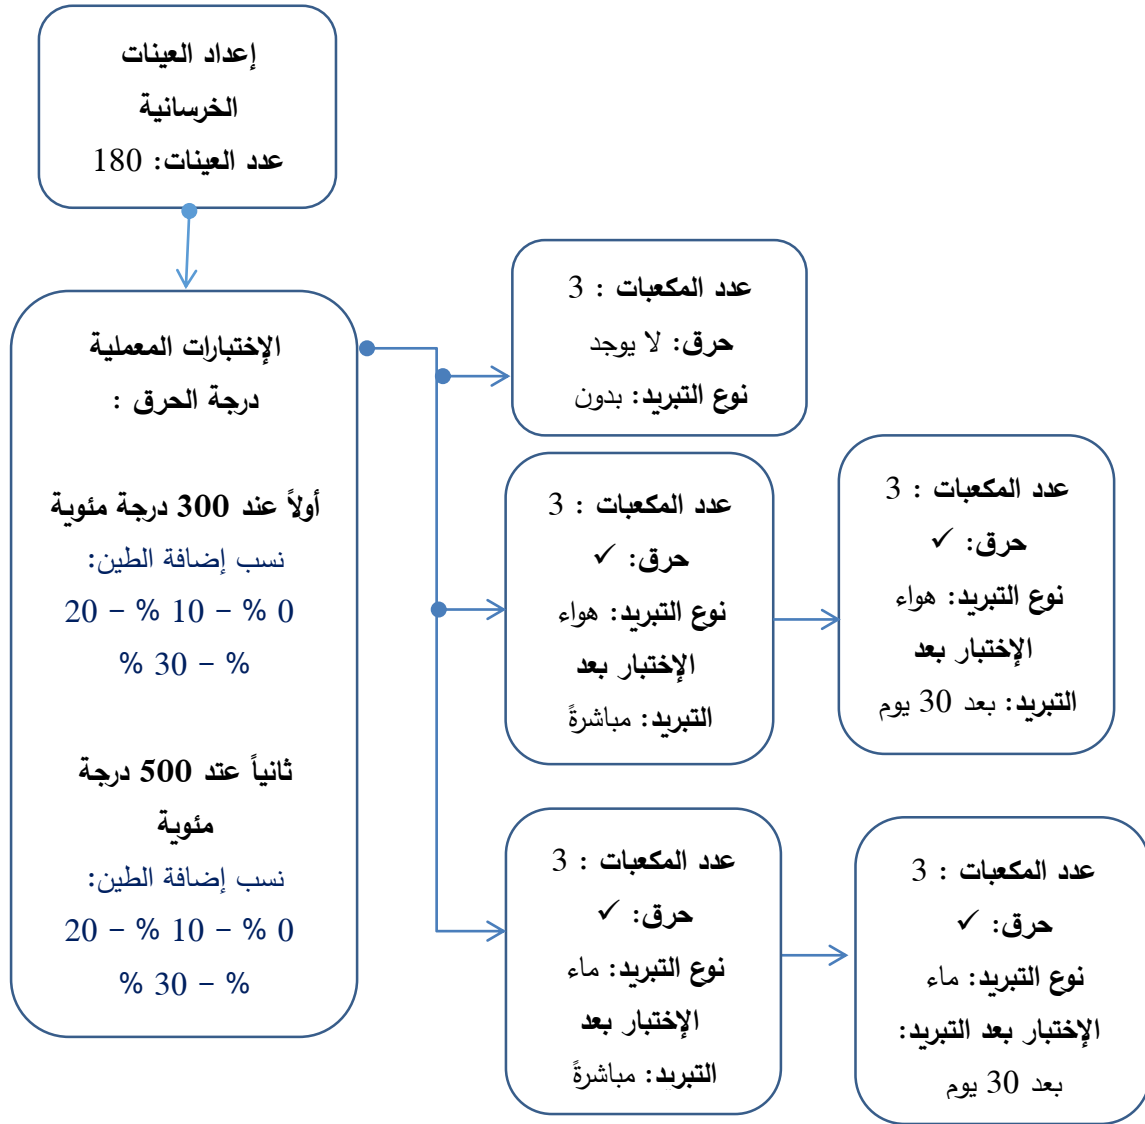 إعداد العينات
الخرسانية
عدد العينات: 180
الإختبارات المعملية
درجة الحرق :
أولاً عند 300 درجة مئوية
نسب إضافة الطين:
0 % – 10 % – 20
% – 30 %
ثانياً عتد 500 درجة
مئوية
نسب إضافة الطين:
0 % – 10 % – 20
% – 30 %
عدد المكعبات : 3
حرق: لا يوجد
نوع التبريد: بدون
عدد المكعبات : 3
حرق: ✓
نوع التبريد: هواء
الإختبار بعد
التبريد: مباشرةً
عدد المكعبات : 3
حرق: ✓
نوع التبريد: هواء
الإختبار بعد
التبريد: بعد 30 يوم
عدد المكعبات : 3
حرق: ✓
نوع التبريد: ماء
الإختبار بعد
التبريد: مباشرةً
عدد المكعبات : 3
حرق: ✓
نوع التبريد: ماء
الإختبار بعد التبريد:
بعد 30 يوم